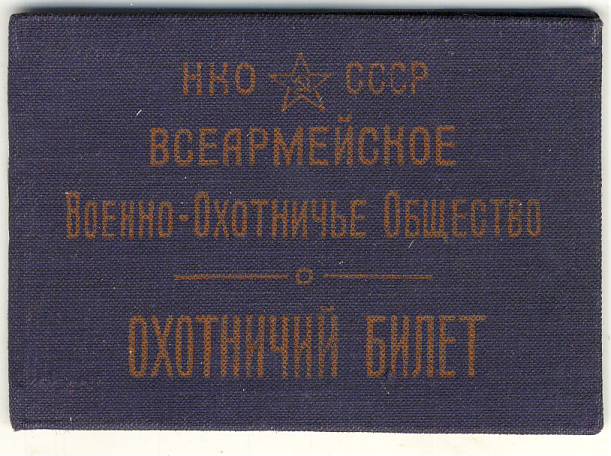 НКО СССР
ВСЕАРМЕЙСКОЕ
ВОЕННО-ОХОТНИЧЬЕ ОБЩЕСТВО
ОХОТНИЧИЙ БИЛЕТ